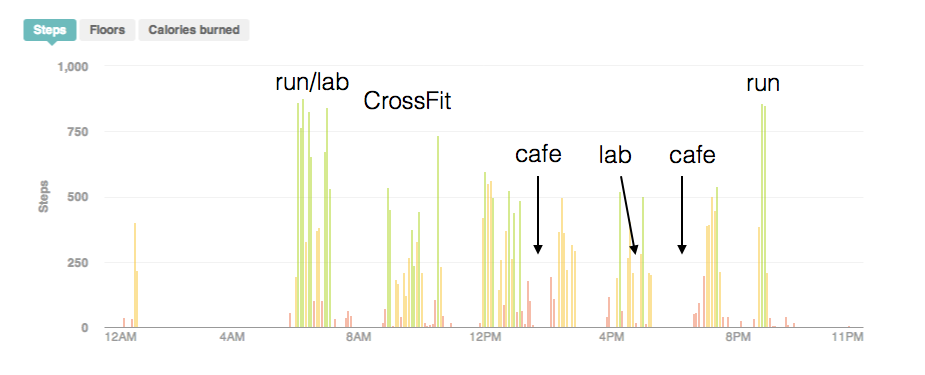 Steps Floors Calories burned
1,000
run/lab
run
CrossFit
750
cafe lab cafe
Steps
500
250
0
12AM 4AM 8AM 12PM 4PM 8PM 11PM